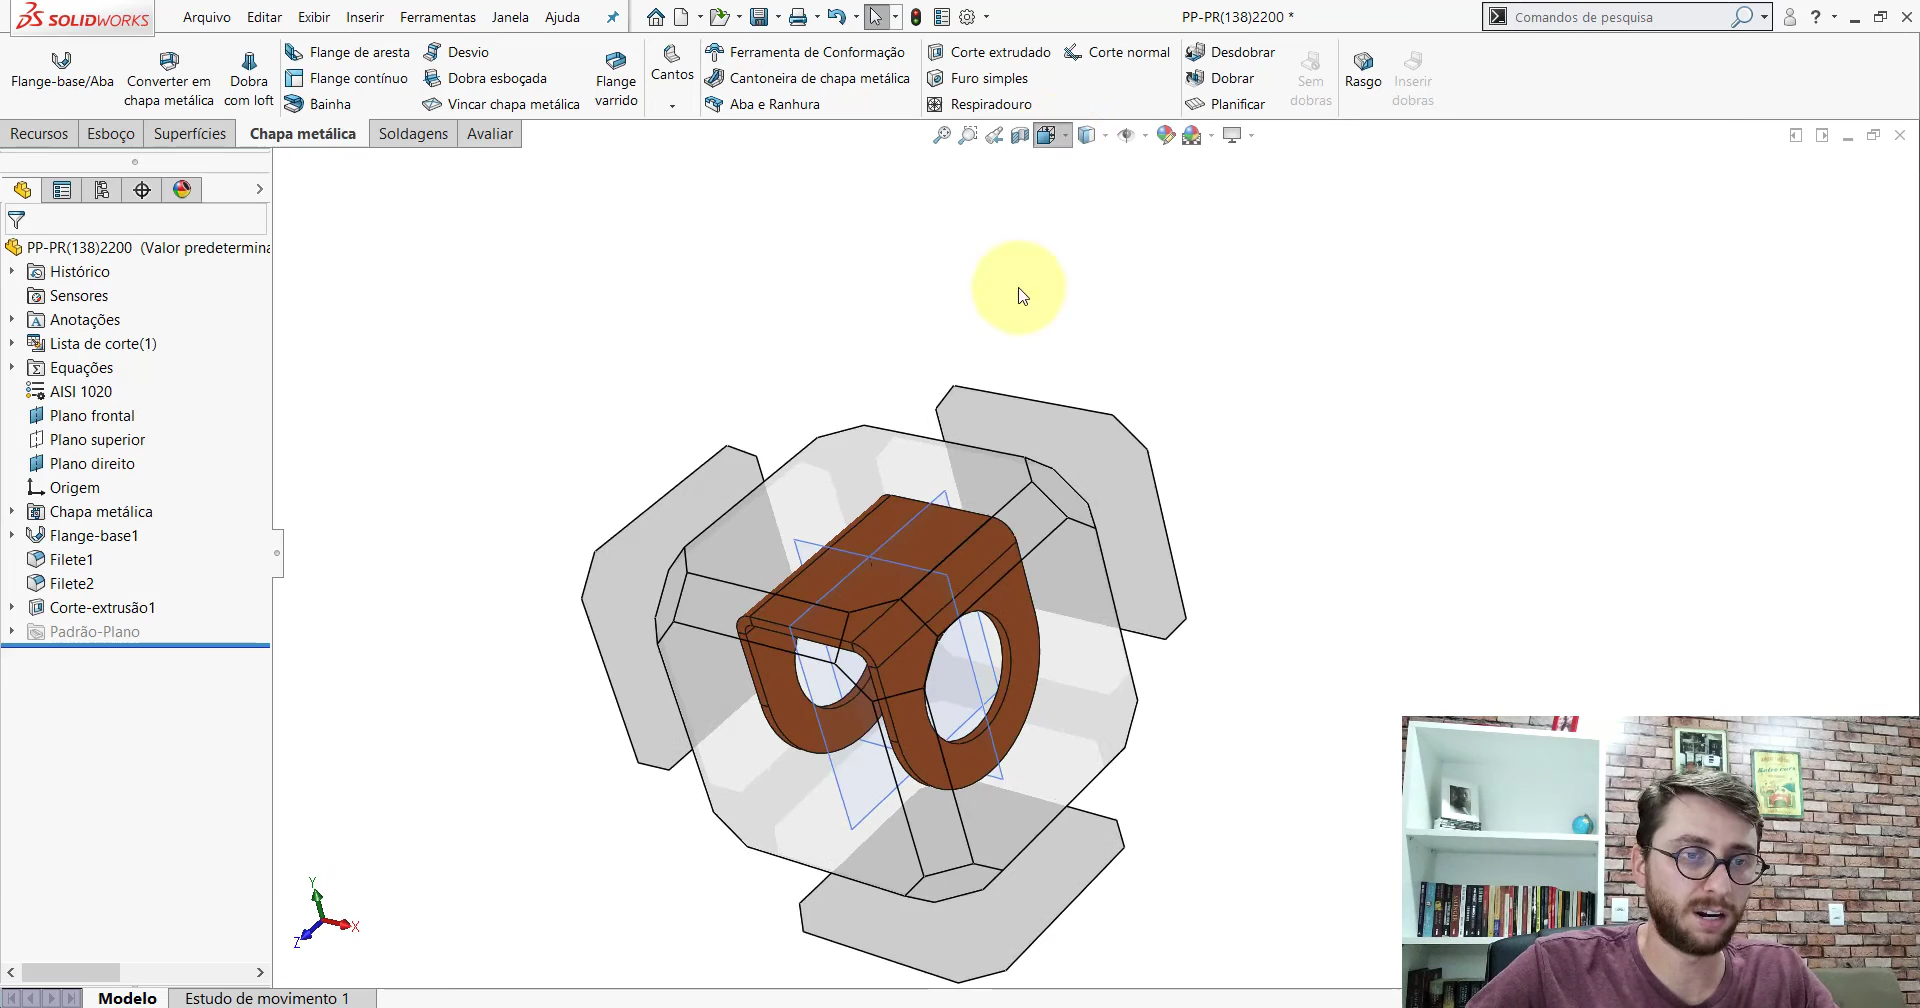 SOLIDWORKS
Arquivo Editar Exibir Inserir Ferramentas Janela Ajuda
PP-PR(138)2200 *
Comandos de pesquisa
Flange-base/Aba
Converter em
chapa metálica
Dobra
com loft
Flange de aresta
Flange contínuo
Bainha
Desvio
Dobra esboçada
Vincar chapa metálica
Flange
varrido
Cantos
Ferramenta de Conformação
Cantoneira de chapa metálica
Aba e Ranhura
Corte extrudado
Furo simples
Respiradouro
Corte normal
Desdobrar
Dobrar
Planificar
Sem
dobras
Rasgo
Inserir
dobras
Recursos Esboço Superfícies Chapa metálica Soldagens Avaliar
PP-PR(138)2200 (Valor predetermina
Histórico
Sensores
Anotações
Lista de corte(1)
Equações
AISI 1020
Plano frontal
Plano superior
Plano direito
Origem
Chapa metálica
Flange-base1
Filete1
Filete2
Corte-extrusão1
Padrão-Plano
Y
X
Z
Modelo Estudo de movimento 1